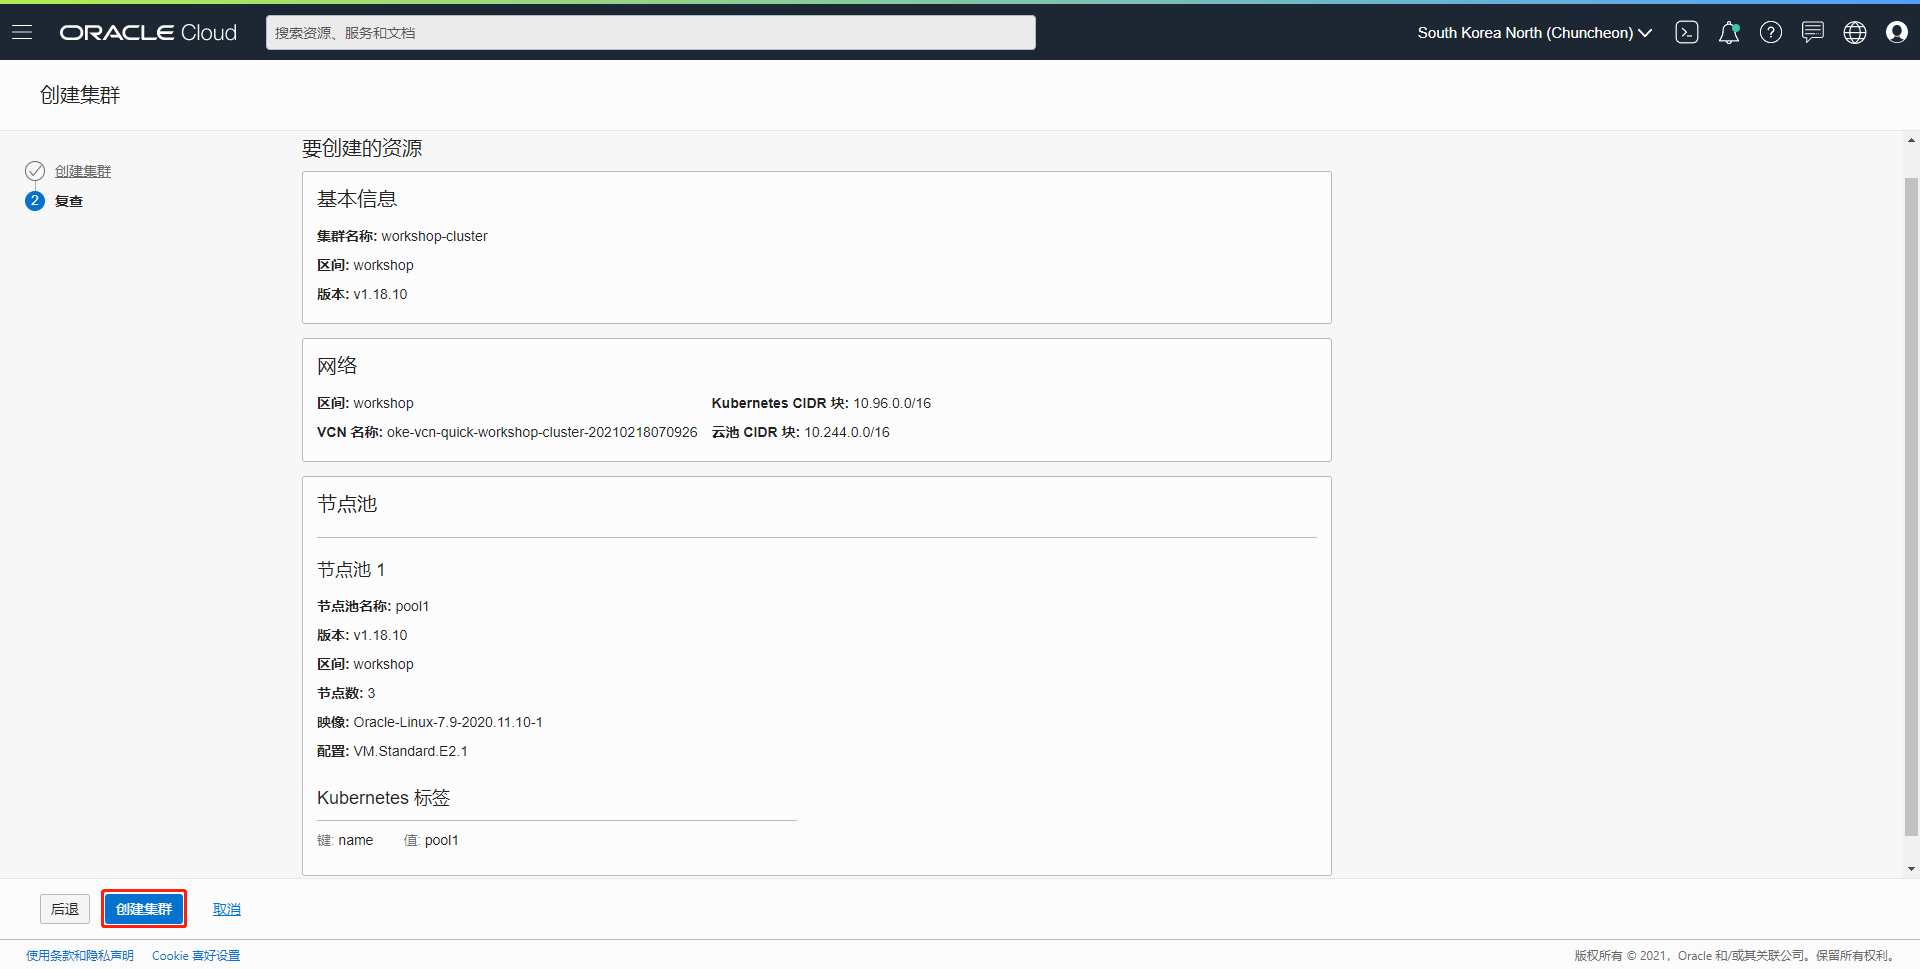 ORACLE Cloud
搜索资源、服务和文档
South Korea North (Chuncheon)
创建集群
创建集群
2 复查
要创建的资源
基本信息
集群名称: workshop-cluster
区间: workshop
版本: v1.18.10
网络
区间: workshop Kubernetes CIDR 块: 10.96.0.0/16
VCN 名称: oke-vcn-quick-workshop-cluster-20210218070926 云池 CIDR 块: 10.244.0.0/16
节点池
节点池 1
节点池名称: pool1
版本: v1.18.10
区间: workshop
节点数: 3
映像: Oracle-Linux-7.9-2020.11.10-1
配置: VM.Standard.E2.1
Kubernetes 标签
键: name 值: pool1
后退 创建集群 取消
使用条款和隐私声明 Cookie 喜好设置 版权所有 © 2021，Oracle 和/或其关联公司。保留所有权利。